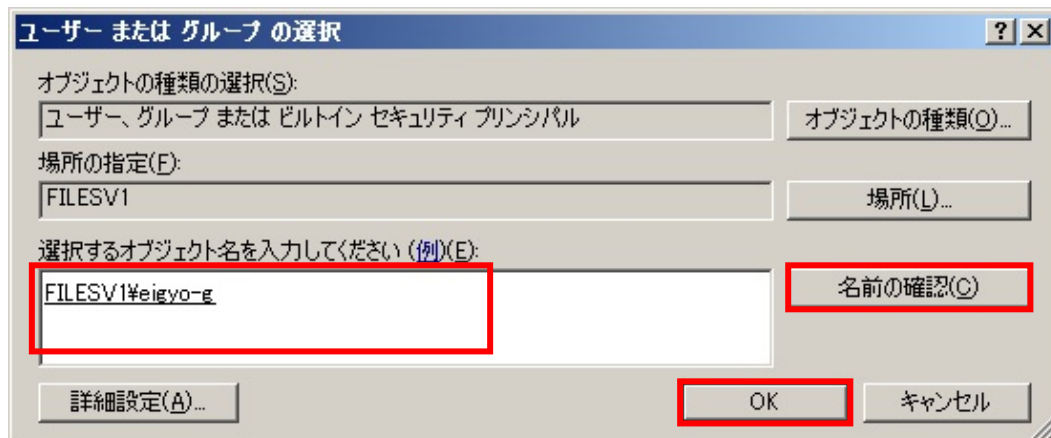 ユーザー または グループ の選択
オブジェクトの種類の選択(S):
ユーザー、グループ または ビルトイン セキュリティ プリンシパル
オブジェクトの種類(O)...
場所の指定(F):
FILESV1
場所(L)...
選択するオブジェクト名を入力してください (例)(E):
FILESV1¥eigyo-g
名前の確認(C)
詳細設定(A)...
OK
キャンセル